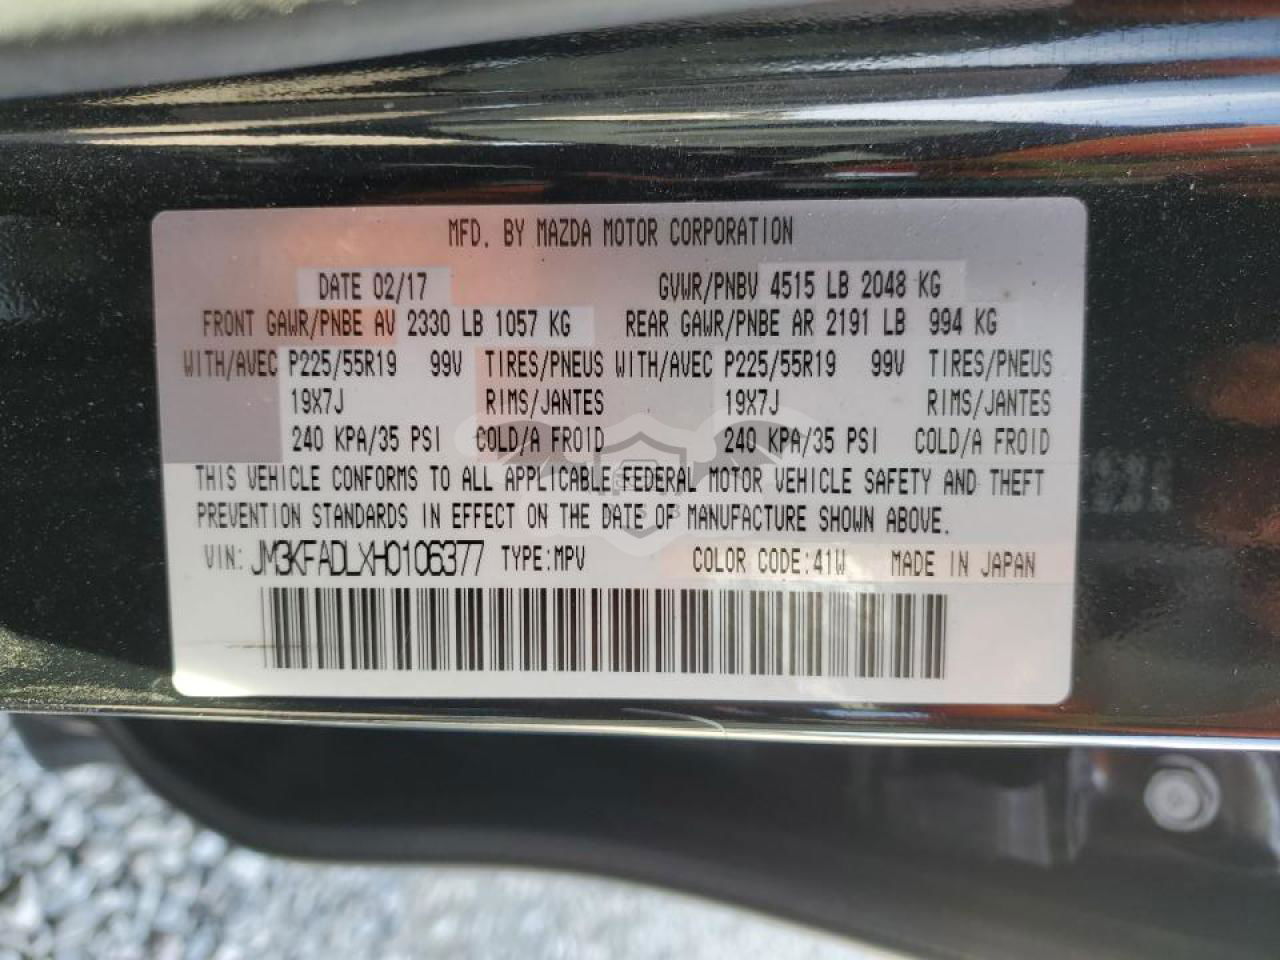 MFD. BY MAZDA MOTOR CORPORATION
DATE 02/17 GVWR/PNBV 4515 LB 2048 KG
FRONT GAWR/PNBE AV 2330 LB 1057 KG REAR GAWR/PNBE AR 2191 LB 994 KG
WITH/AVEC P225/55R19 99V TIRES/PNEUS WITH/AVEC P225/55R19 99V TIRES/PNEUS
19X7J RIMS/JANTES 19X7J RIMS/JANTES
240 KPA/35 PSI COLD/A FROID 240 KPA/35 PSI COLD/A FROID
THIS VEHICLE CONFORMS TO ALL APPLICABLE FEDERAL MOTOR VEHICLE SAFETY AND THEFT
PREVENTION STANDARDS IN EFFECT ON THE DATE OF MANUFACTURE SHOWN ABOVE.
VIN: JM3KFADLXH0106377 TYPE:MPV COLOR CODE:41W MADE IN JAPAN